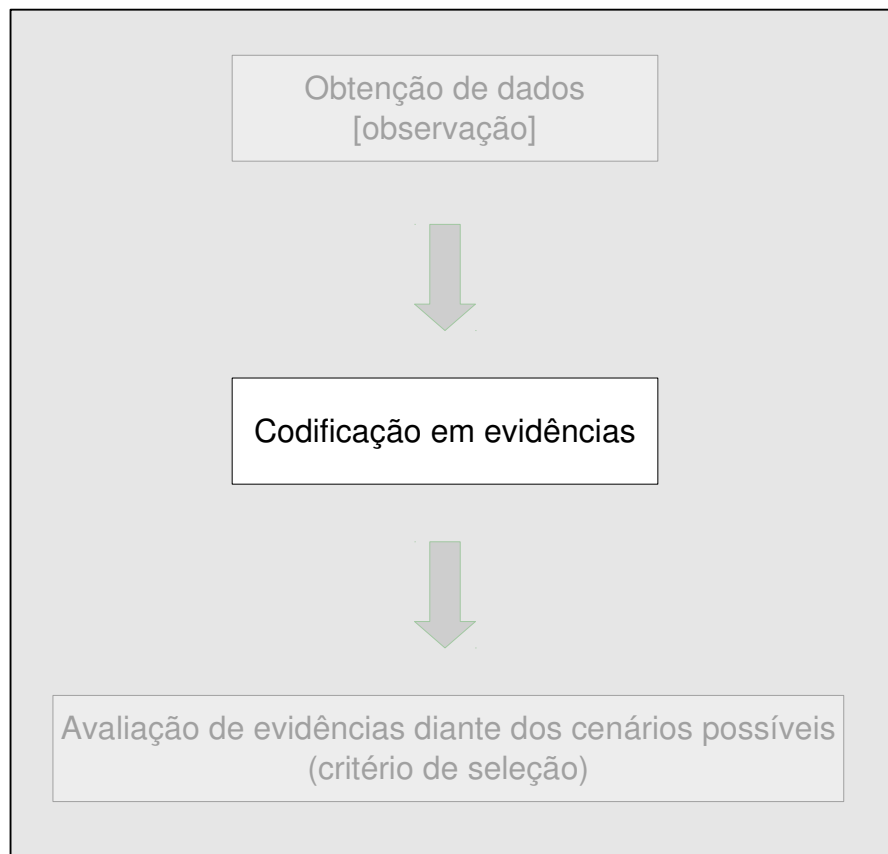 Obtenção de dados
[observação]
Codificação em evidências
Avaliação de evidências diante dos cenários possíveis
(critério de seleção)